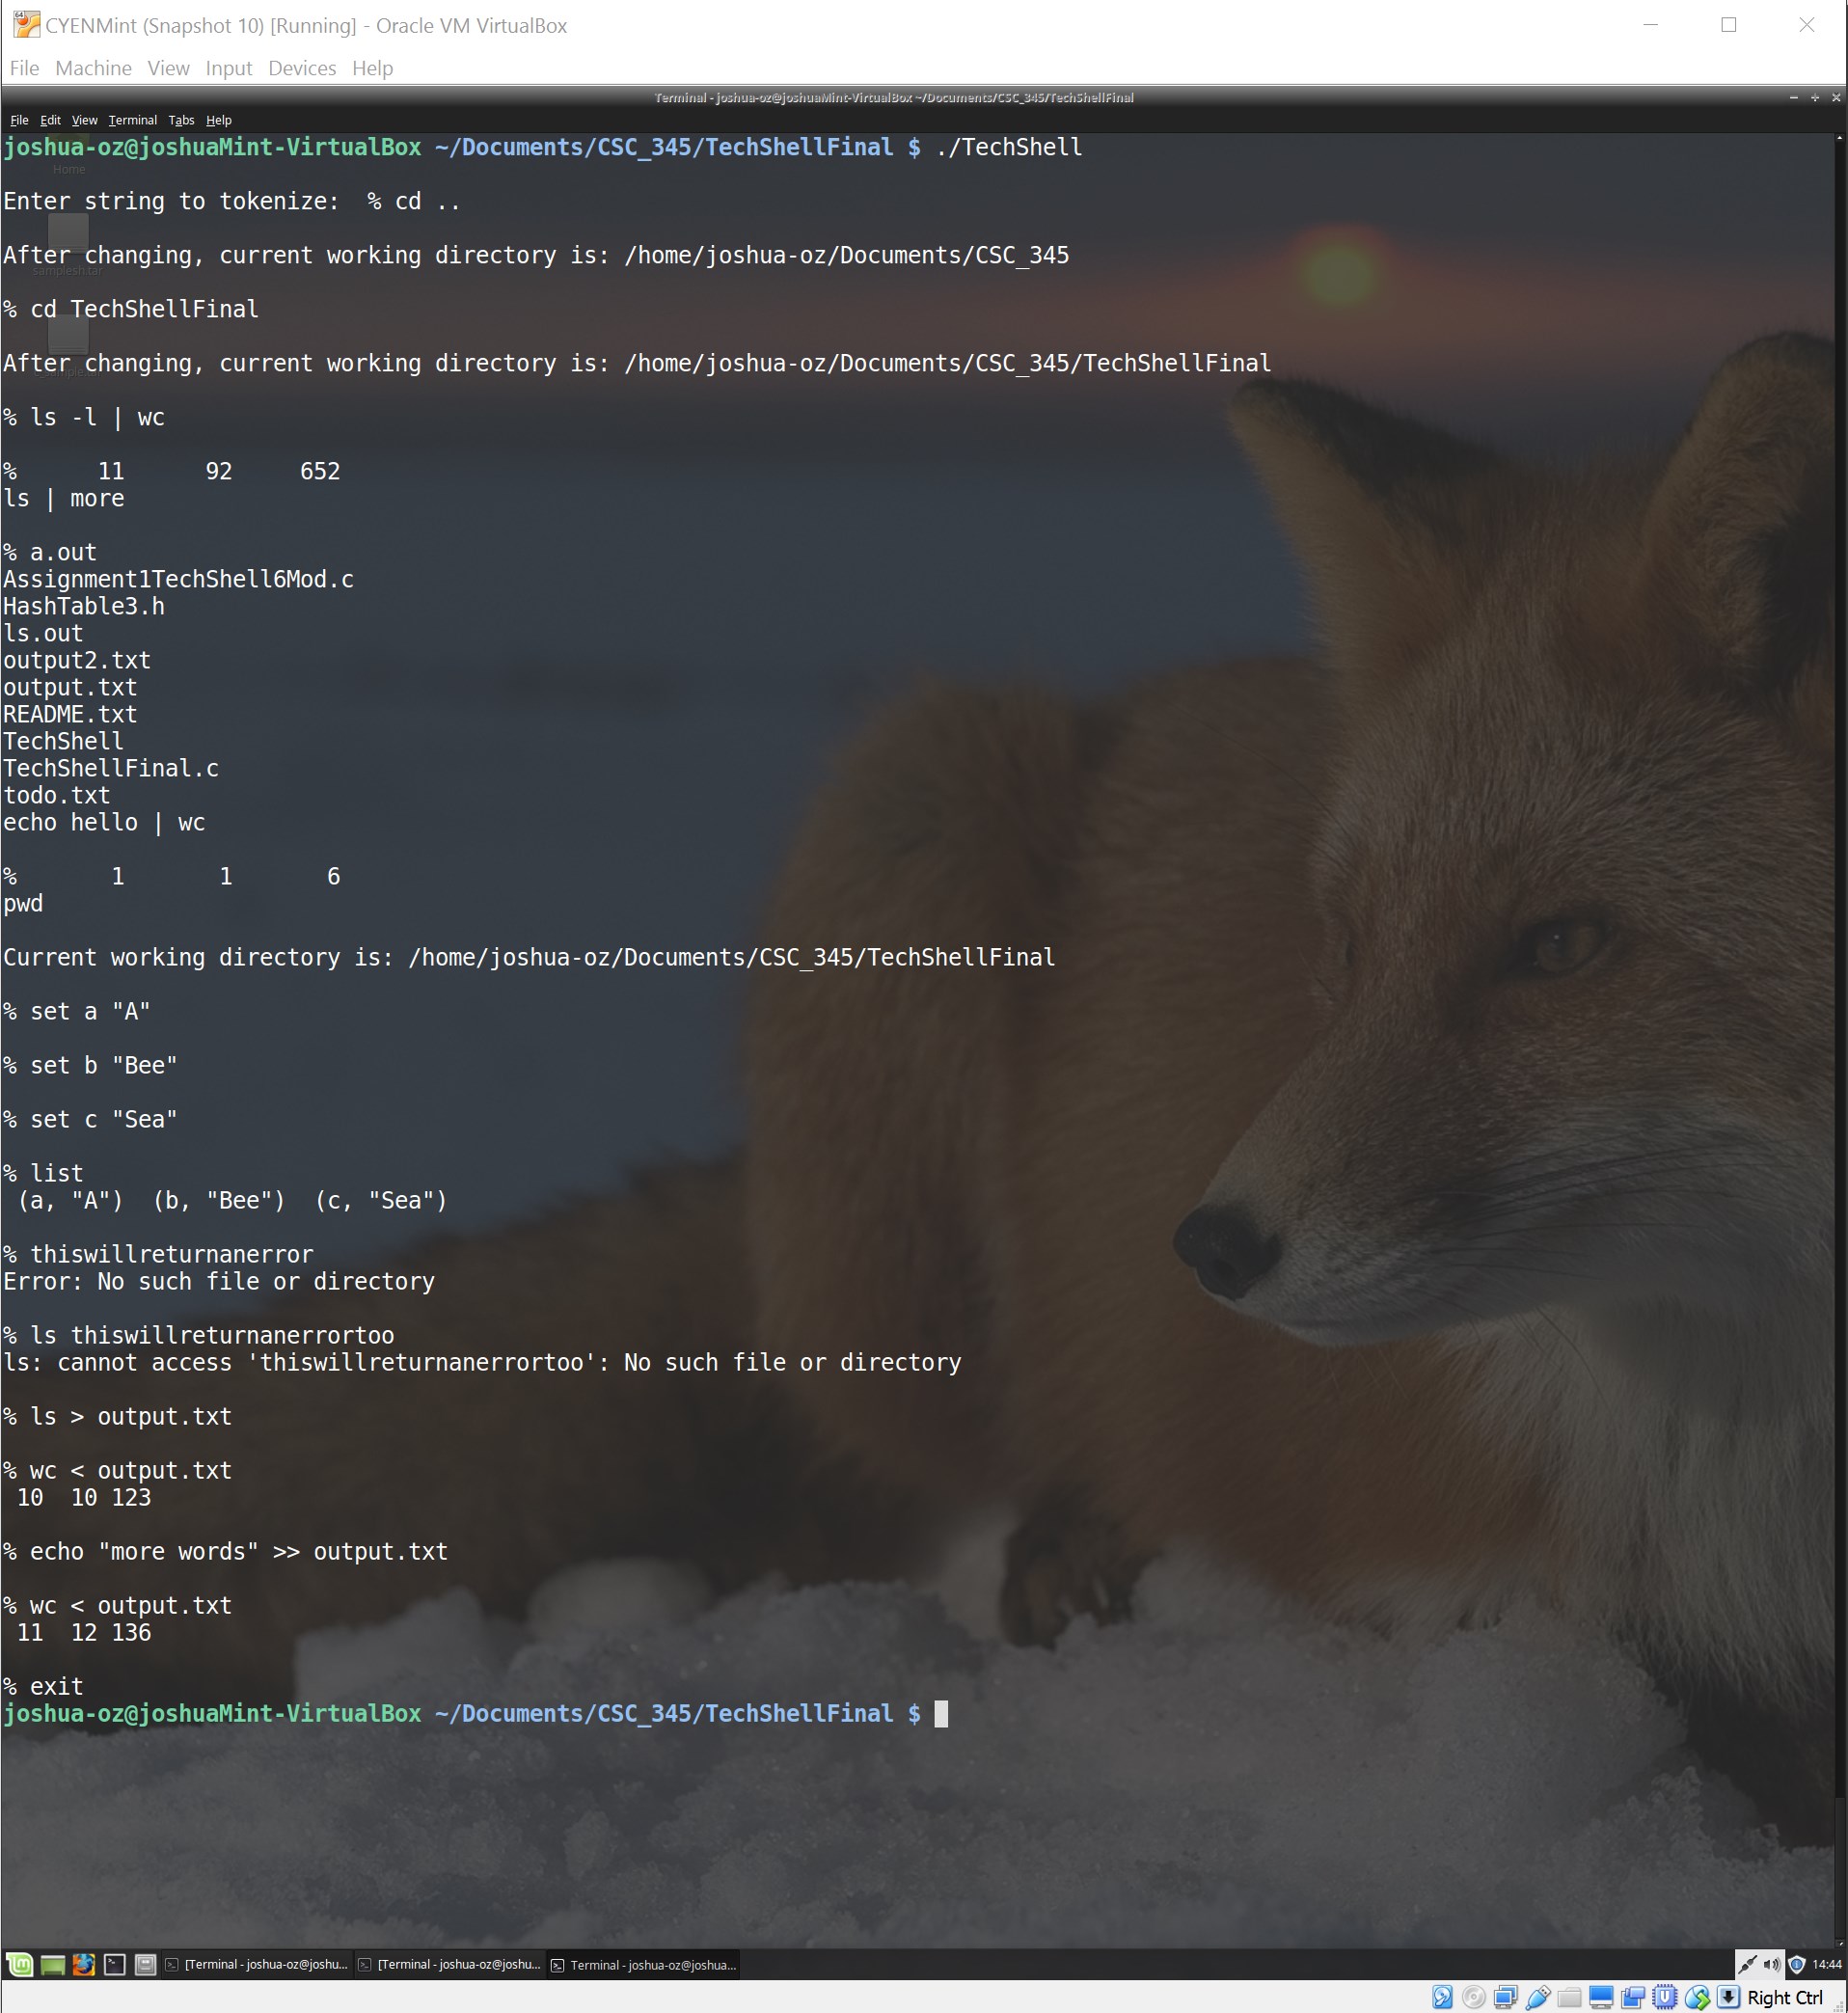 CYENMint (Snapshot 10) [Running] - Oracle VM VirtualBox
File Machine View Input Devices Help
Terminal - joshua-oz@joshuaMint-VirtualBox ~/Documents/CSC_345/TechShellFinal
File Edit View Terminal Tabs Help
joshua-oz@joshuaMint-VirtualBox ~/Documents/CSC_345/TechShellFinal $ ./TechShell
Home
Enter string to tokenize:  % cd ..
After changing, current working directory is: /home/joshua-oz/Documents/CSC_345
samplesh.tar
% cd TechShellFinal
After changing, current working directory is: /home/joshua-oz/Documents/CSC_345/TechShellFinal
% ls -l | wc
%      11      92     652
ls | more
% a.out
Assignment1TechShell6Mod.c
HashTable3.h
ls.out
output2.txt
output.txt
README.txt
TechShell
TechShellFinal.c
todo.txt
echo hello | wc
%       1       1       6
pwd
Current working directory is: /home/joshua-oz/Documents/CSC_345/TechShellFinal
% set a "A"
% set b "Bee"
% set c "Sea"
% list
 (a, "A")  (b, "Bee")  (c, "Sea")
% thiswillreturnanerror
Error: No such file or directory
% ls thiswillreturnanerrortoo
ls: cannot access 'thiswillreturnanerrortoo': No such file or directory
% ls > output.txt
% wc < output.txt
 10  10 123
% echo "more words" >> output.txt
% wc < output.txt
 11  12 136
% exit
joshua-oz@joshuaMint-VirtualBox ~/Documents/CSC_345/TechShellFinal $
[Terminal - joshua-oz@joshu... [Terminal - joshua-oz@joshu... Terminal - joshua-oz@joshua... 14:44
Right Ctrl